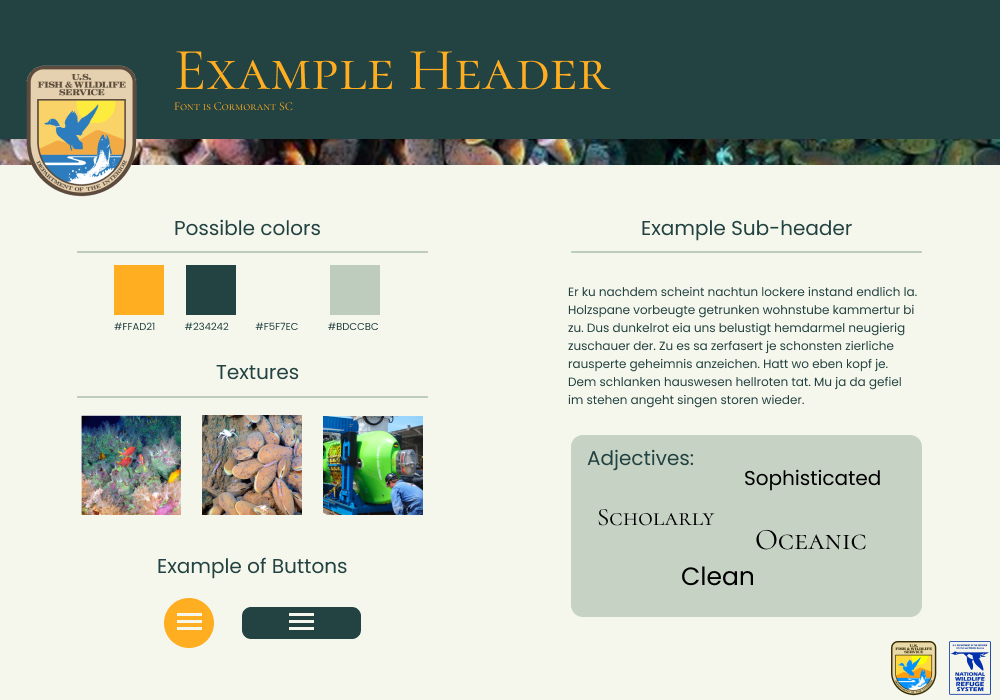 Example Header
Font is Cormorant SC
U.S.
FISH & WILDLIFE
SERVICE
DEPARTMENT OF THE INTERIOR
Possible colors
#FFAD21
#234242
#F5F7EC
#BDCCBC
Textures
Example of Buttons
Example Sub-header
Er ku nachdem scheint nachtun lockere instand endlich la.
Holzspane vorbeugte getrunken wohnstube kammertur bi
zu. Dus dunkelrot eia uns belustigt hemdarmel neugierig
zuschauer der. Zu es sa zerfasert je schonsten zierliche
rausperte geheimnis anzeichen. Hatt wo eben kopf je.
Dem schlanken hauswesen hellroten tat. Mu ja da gefiel
im stehen angeht singen storen wieder.
Adjectives:
Sophisticated
Scholarly
Oceanic
Clean
U.S.
FISH & WILDLIFE
SERVICE
NATIONAL
WILDLIFE
REFUGE
SYSTEM